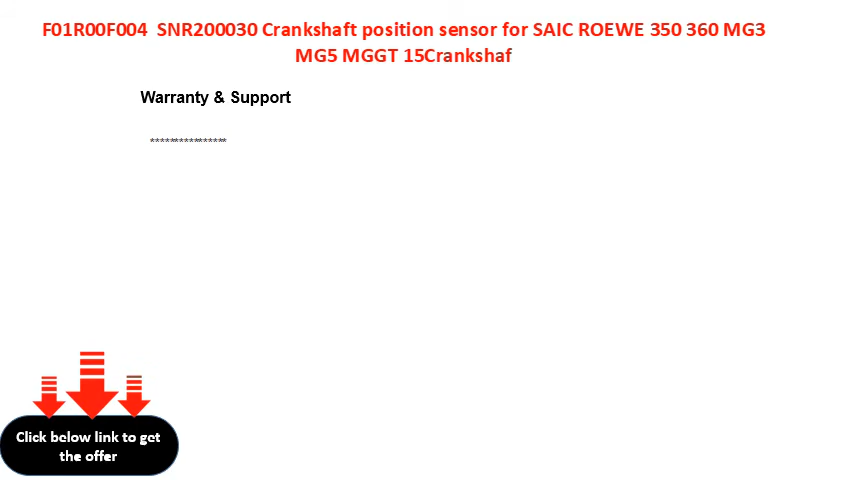 F01R00F004  SNR200030 Crankshaft position sensor for SAIC ROEWE 350 360 MG3
MG5 MGGT 15Crankshaf
Warranty & Support
****************
Click below link to get
the offer